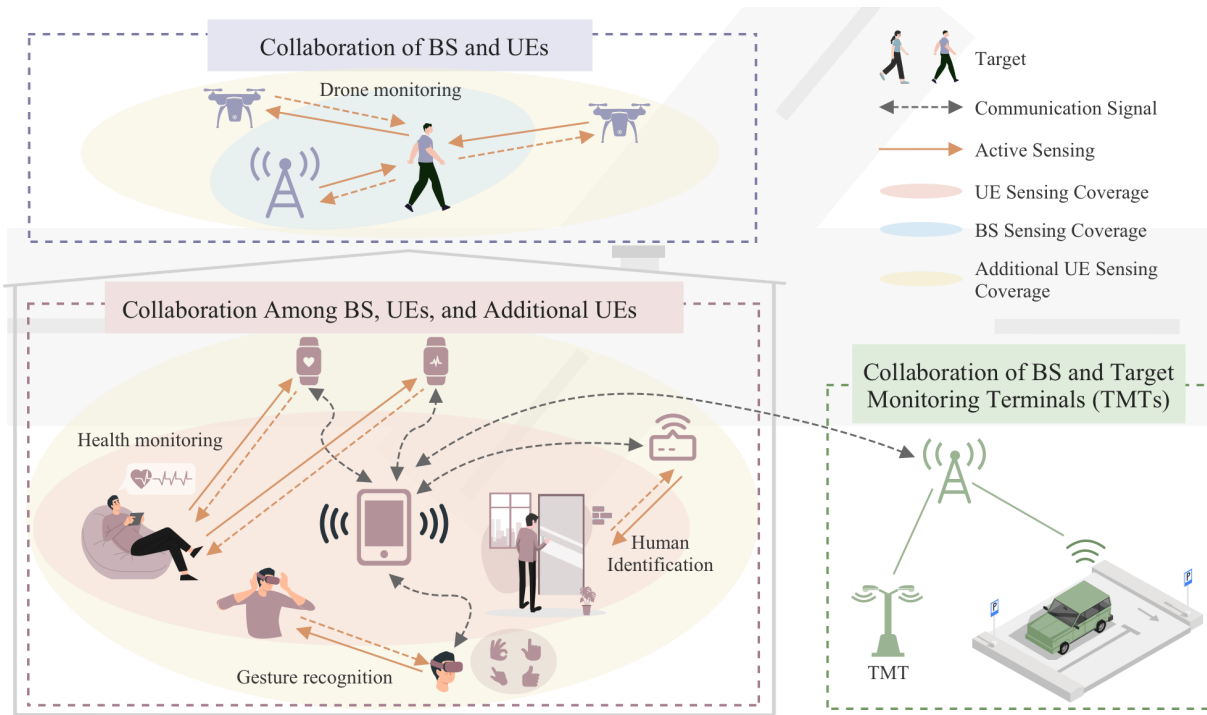 Collaboration of BS and UEs
Drone monitoring
Target
Communication Signal
Active Sensing
UE Sensing Coverage
BS Sensing Coverage
Additional UE Sensing
Coverage
Collaboration Among BS, UEs, and Additional UEs
Health monitoring
Human
Identification
Gesture recognition
Collaboration of BS and Target
Monitoring Terminals (TMTs)
P
P
TMT